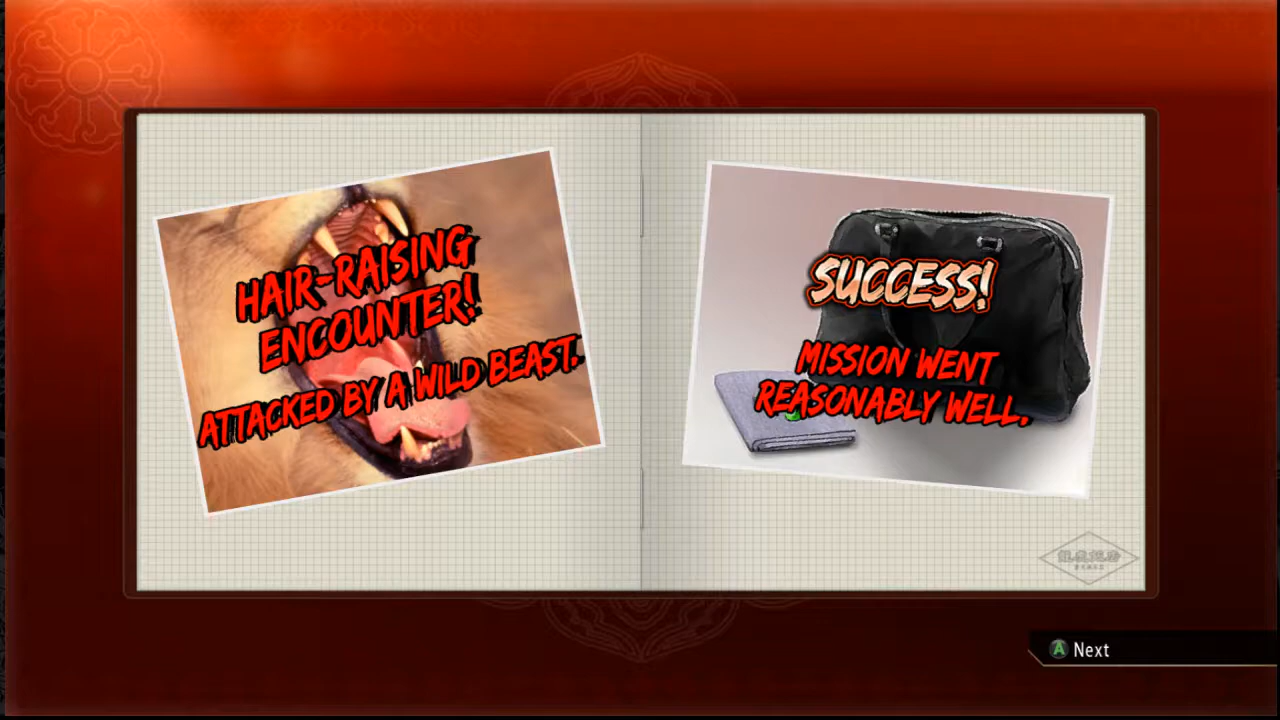 HAIR-RAISING
ENCOUNTER!
ATTACKED BY A WILD BEAST.
SUCCESS!
MISSION WENT
REASONABLY WELL.
A Next